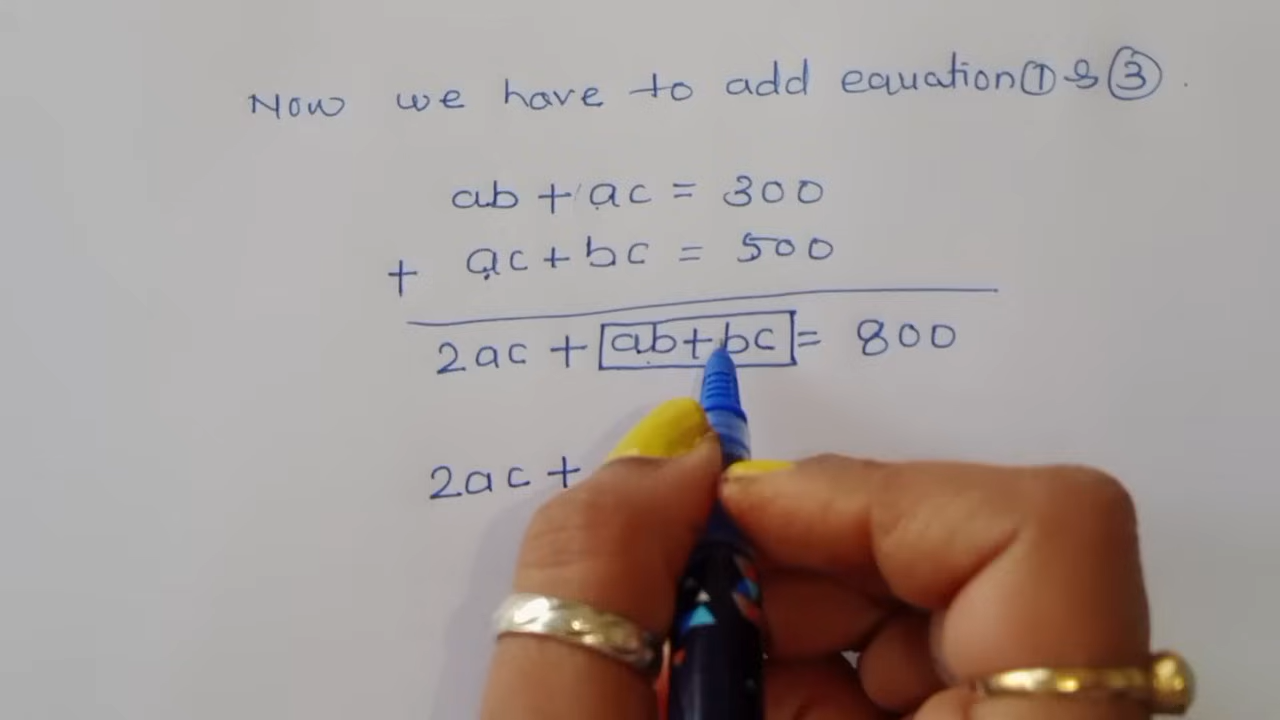 Now we have to add equation ① & ③.
ab + ac = 300
+ ac + bc = 500
2ac + ab + bc = 800
2ac +